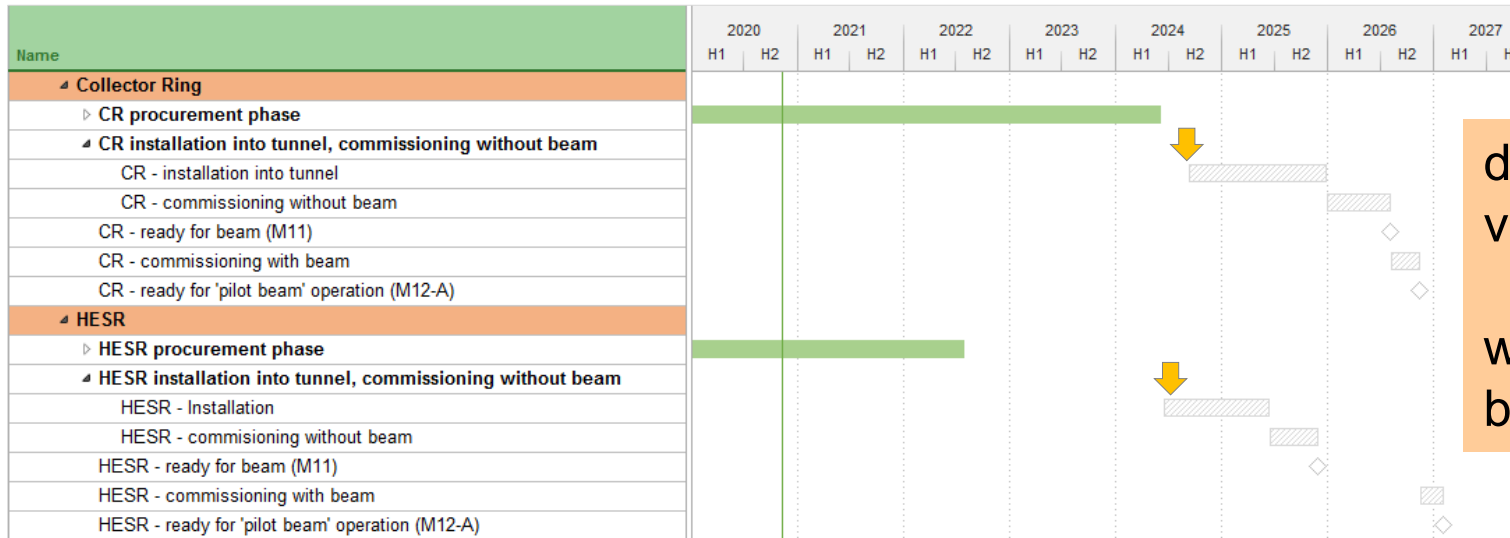 2020 2021 2022 2023 2024 2025 2026 2027
Name H1 H2 H1 H2 H1 H2 H1 H2 H1 H2 H1 H2 H1 H2 H1
Collector Ring
CR procurement phase
CR installation into tunnel, commissioning without beam
CR - installation into tunnel
CR - commissioning without beam
CR - ready for beam (M11)
CR - commissioning with beam
CR - ready for 'pilot beam' operation (M12-A)
HESR
HESR procurement phase
HESR installation into tunnel, commissioning without beam
HESR - Installation
HESR - commisioning without beam
HESR - ready for beam (M11)
HESR - commissioning with beam
HESR - ready for 'pilot beam' operation (M12-A)